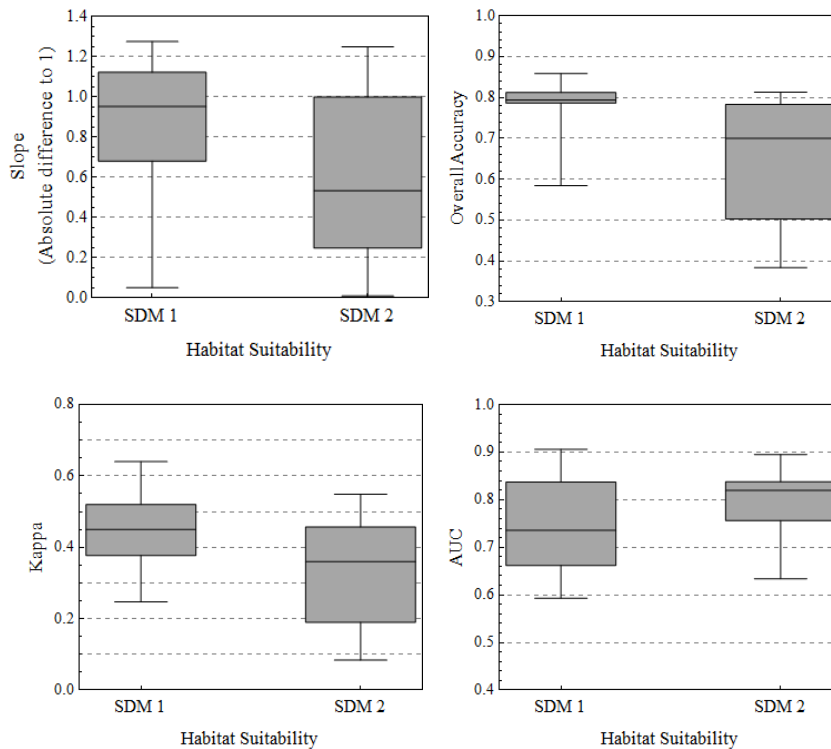 Slope
(Absolute difference to 1)
1.4
1.2
1.0
0.8
0.6
0.4
0.2
0.0
SDM 1
SDM 2
Habitat Suitability
Overall Accuracy
1.0
0.9
0.8
0.7
0.6
0.5
0.4
0.3
SDM 1
SDM 2
Habitat Suitability
Kappa
0.8
0.6
0.4
0.2
0.0
SDM 1
SDM 2
Habitat Suitability
AUC
1.0
0.9
0.8
0.7
0.6
0.5
0.4
SDM 1
SDM 2
Habitat Suitability